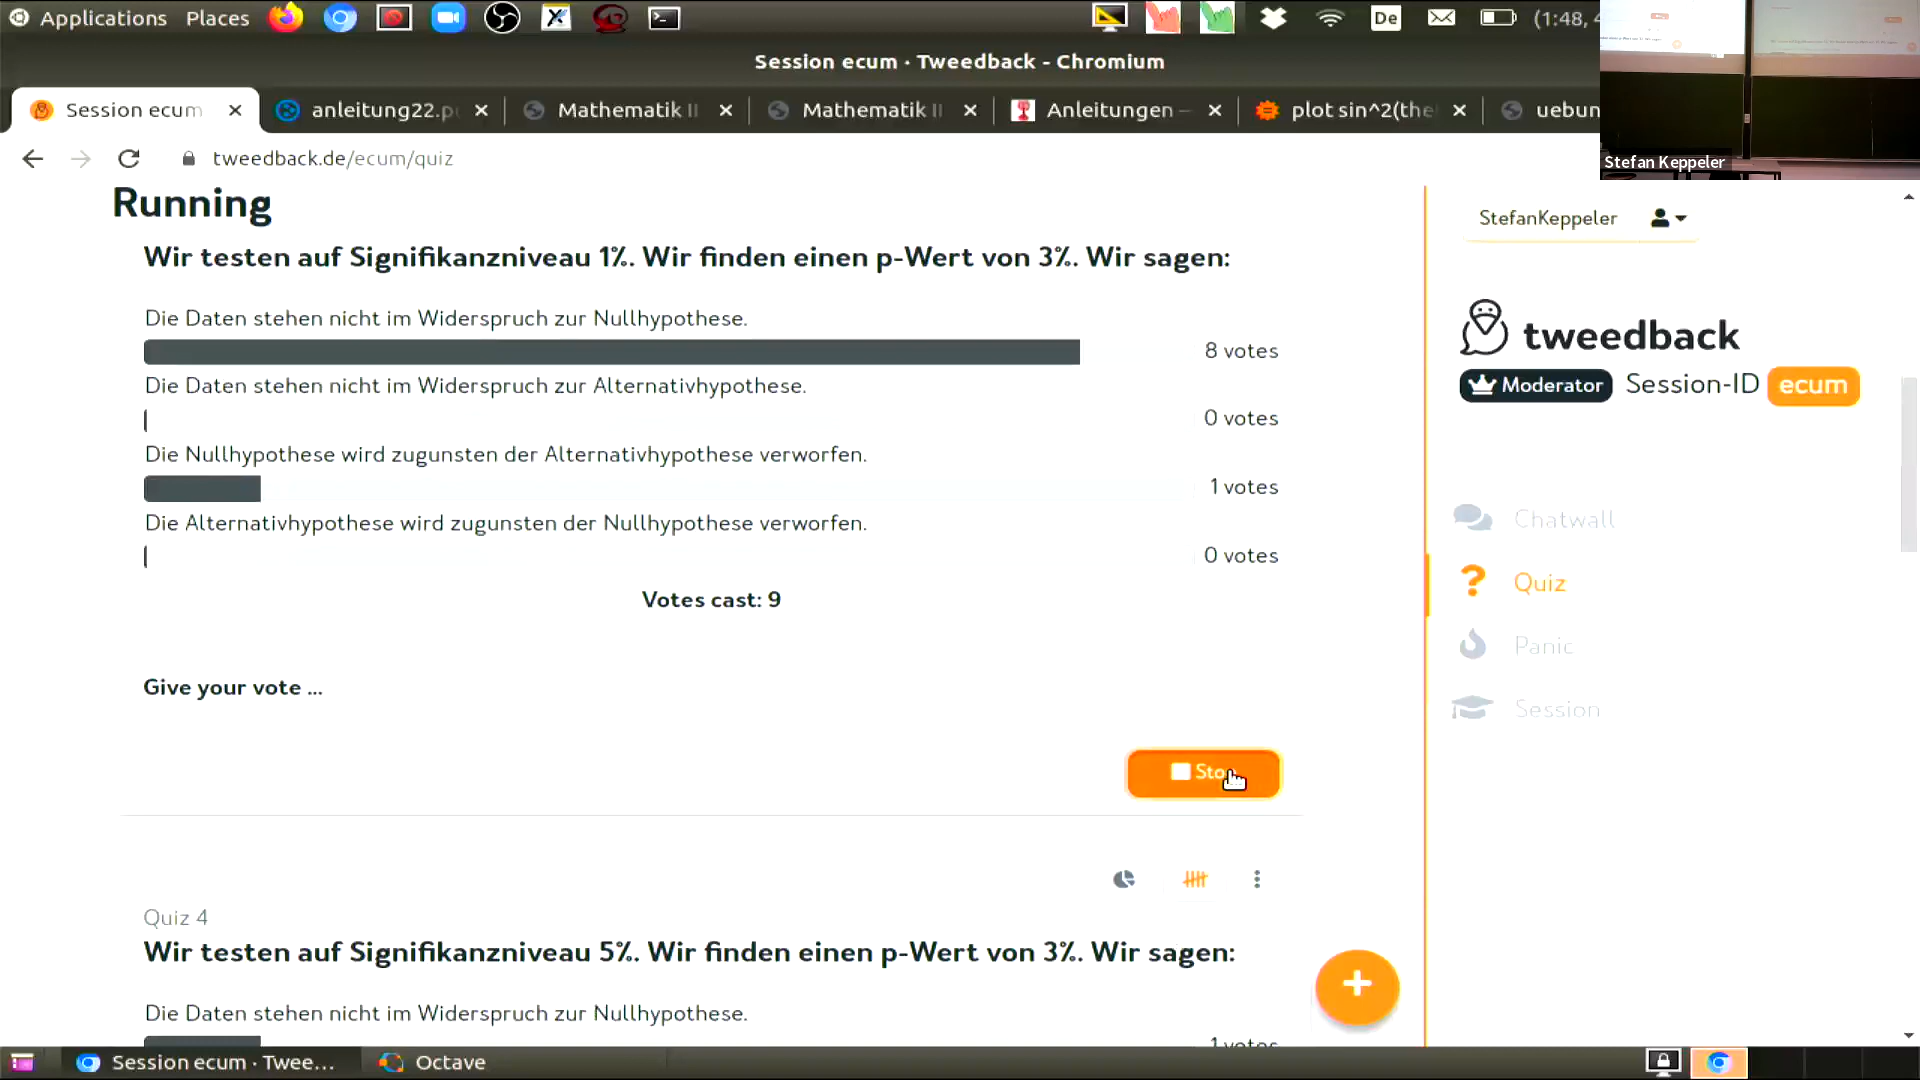 Applications Places De (1:48, 4
Session ecum · Tweedback - Chromium
Session ecum anleitung22.p Mathematik II Mathematik II Anleitungen – plot sin^2(the uebun
tweedback.de/ecum/quiz
Stefan Keppeler
Running
StefanKeppeler
Wir testen auf Signifikanzniveau 1%. Wir finden einen p-Wert von 3%. Wir sagen:
Die Daten stehen nicht im Widerspruch zur Nullhypothese.
8 votes
Die Daten stehen nicht im Widerspruch zur Alternativhypothese.
0 votes
Die Nullhypothese wird zugunsten der Alternativhypothese verworfen.
1 votes
Die Alternativhypothese wird zugunsten der Nullhypothese verworfen.
0 votes
Votes cast: 9
Give your vote ...
Stop
tweedback
Moderator Session-ID ecum
Chatwall
Quiz
Panic
Session
Quiz 4
Wir testen auf Signifikanzniveau 5%. Wir finden einen p-Wert von 3%. Wir sagen:
Die Daten stehen nicht im Widerspruch zur Nullhypothese.
1 votes
Session ecum · Twee... Octave